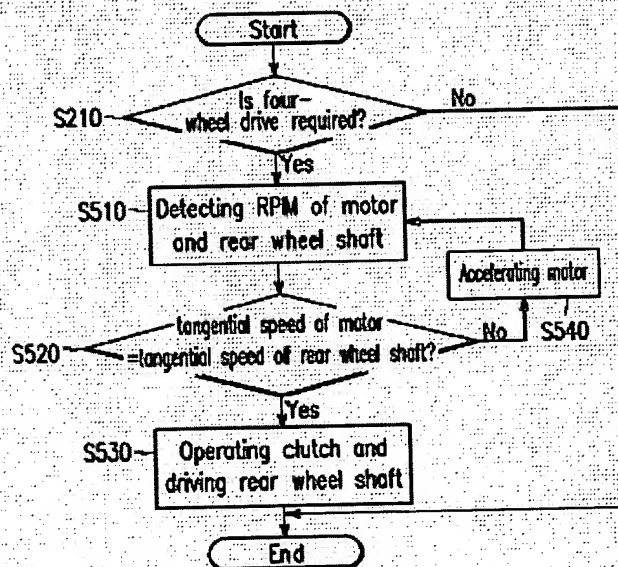 Start
Is four-
wheel drive required?
No
S210
Yes
S510
Detecting RPM of motor
and rear wheel shaft
Accelerating motor
S540
tangential speed of motor
=tangential speed of rear wheel shaft?
No
S520
Yes
S530
Operating clutch and
driving rear wheel shaft
End